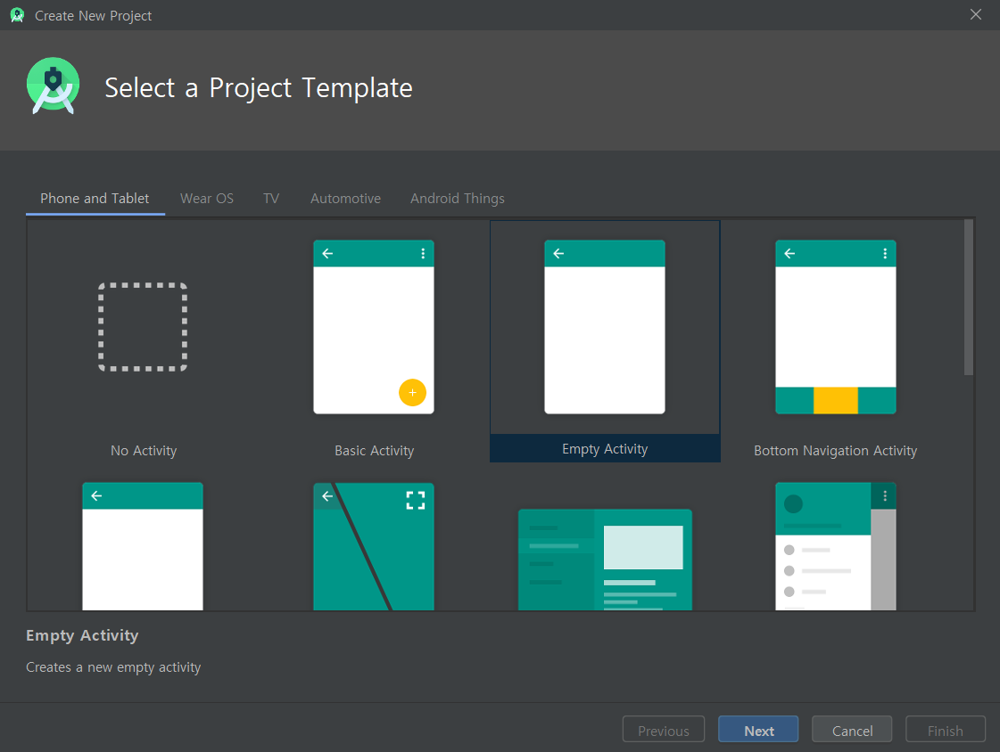 Create New Project
Select a Project Template
Phone and Tablet Wear OS TV Automotive Android Things
No Activity Basic Activity Empty Activity Bottom Navigation Activity
Empty Activity
Creates a new empty activity
Previous Next Cancel Finish